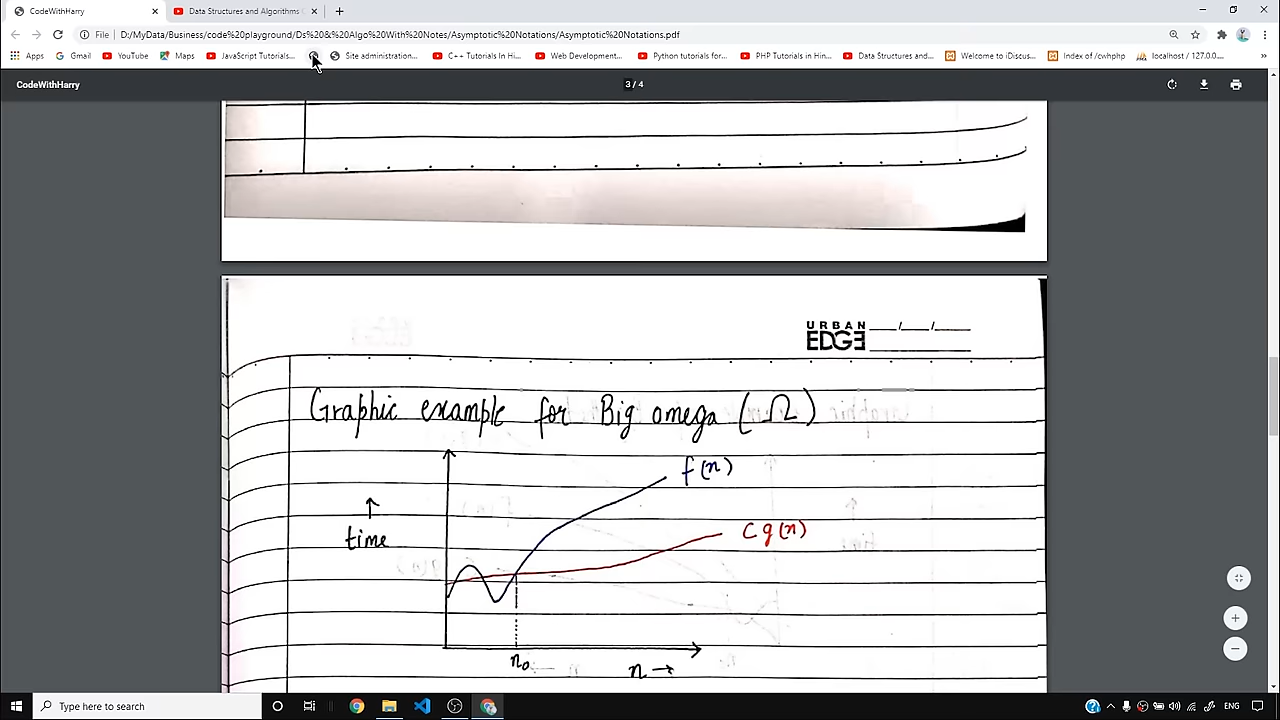 CodeWithHarry
Data Structures and Algorithms C
File
D:/MyData/Business/code%20playground/Ds%20&%20Algo%20With%20Notes/Asymptotic%20Notations/Asymptotic%20Notations.pdf
Apps Gmail YouTube Maps JavaScript Tutorials... Site administration... C++ Tutorials In Hi... Web Development... Python tutorials for... PHP Tutorials in Hin... Data Structures and... Welcome to iDiscus... Index of /cwhphp localhost / 127.0.0...
CodeWithHarry
3 / 4
URBAN
EDGE
Graphic example for Big omega (Ω)
f(n)
↑
time
C g(n)
n₀
n →
Type here to search
ENG